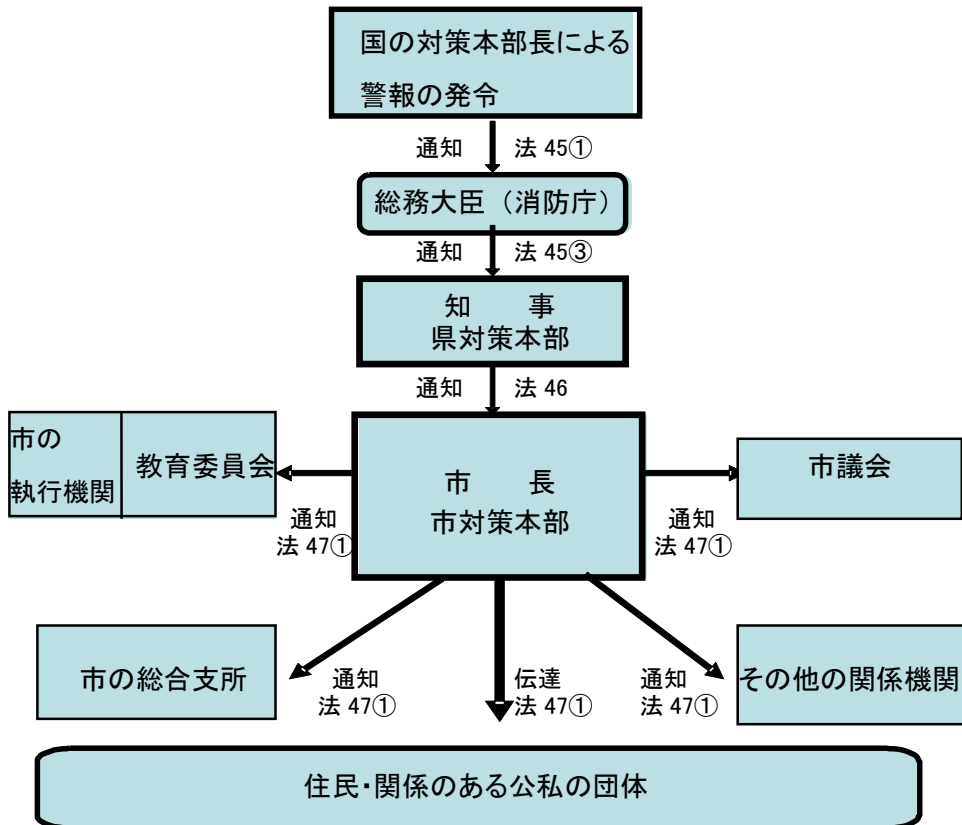 国の対策本部長による
警報の発令
通知 法 45①
総務大臣（消防庁）
通知 法 45③
知 事
県対策本部
通知 法 46
市の
執行機関
教育委員会
市 長
市対策本部
市議会
通知
法 47①
通知
法 47①
市の総合支所
通知
法 47①
伝達
法 47①
通知
法 47①
その他の関係機関
住民・関係のある公私の団体